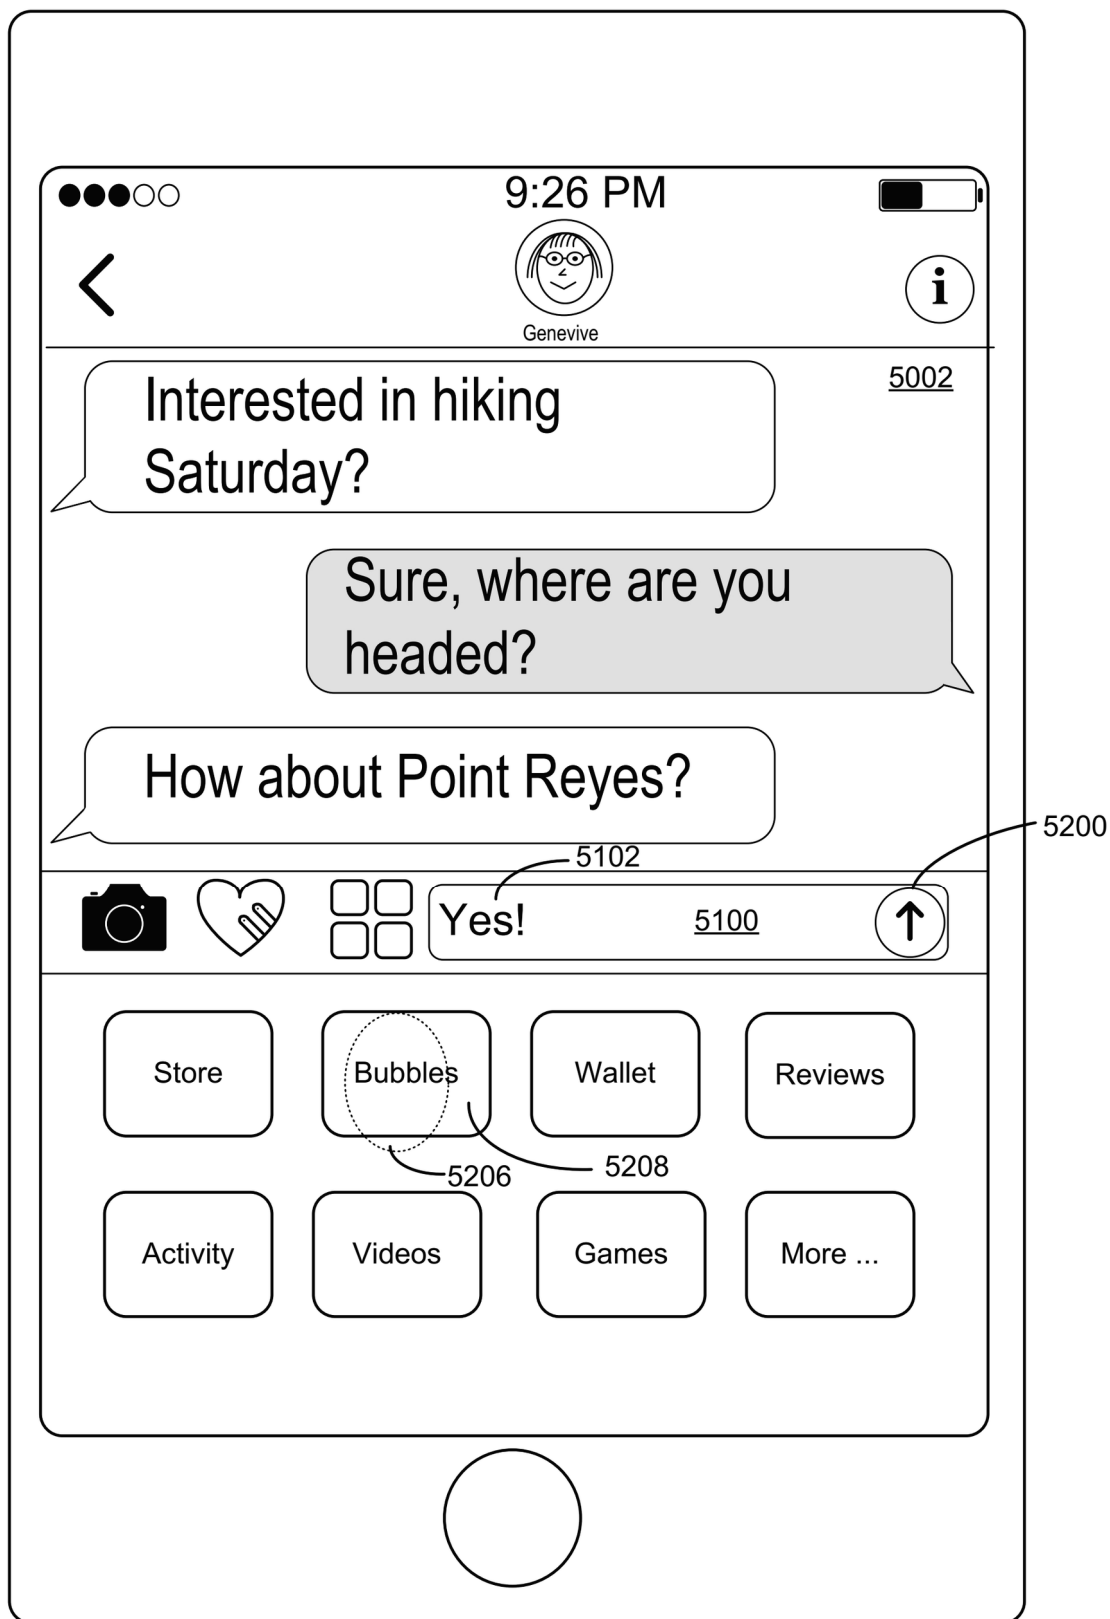 9:26 PM
i
Genevive
5002
Interested in hiking
Saturday?
Sure, where are you
headed?
How about Point Reyes?
5200
5102
Yes!
5100
Store
Bubbles
Wallet
Reviews
5206
5208
Activity
Videos
Games
More ...